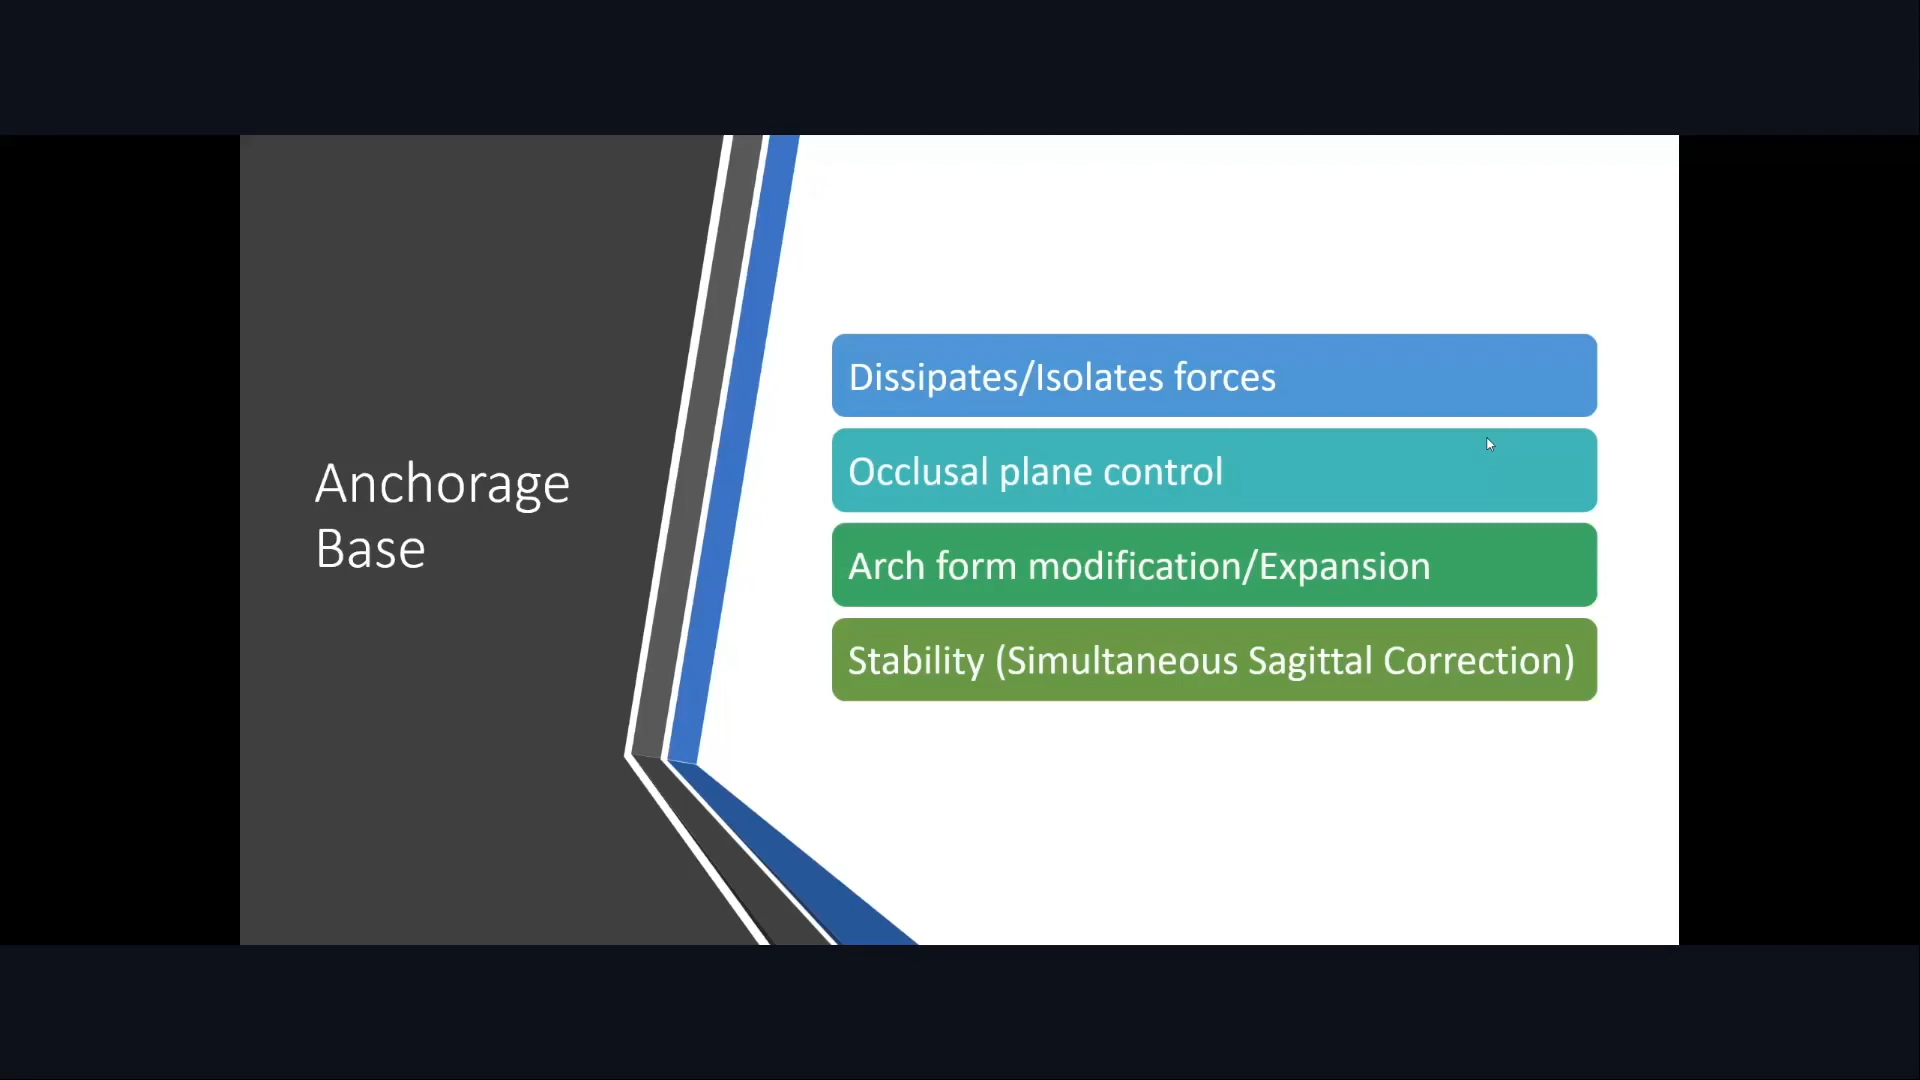 Anchorage
Base
Dissipates/Isolates forces
Occlusal plane control
Arch form modification/Expansion
Stability (Simultaneous Sagittal Correction)